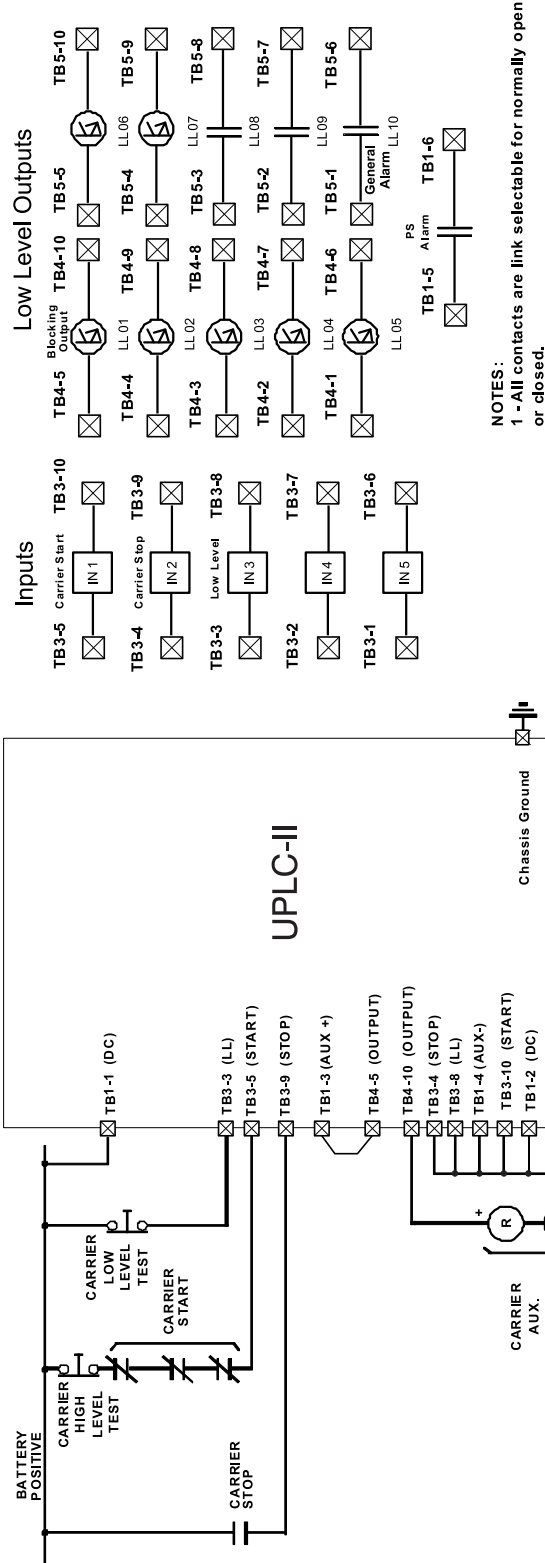 BATTERY
POSITIVE
CARRIER
HIGH
LEVEL
TEST
CARRIER
LOW
LEVEL
TEST
CARRIER
START
CARRIER
STOP
TB1-1 (DC)
TB3-3 (LL)
TB3-5 (START)
TB3-9 (STOP)
TB1-3 (AUX +)
TB4-5 (OUTPUT)
TB4-10 (OUTPUT)
TB3-4 (STOP)
TB3-8 (LL)
TB1-4 (AUX-)
TB3-10 (START)
TB1-2 (DC)
UPLC-II
Chassis Ground
+
R
CARRIER
AUX.
Inputs
TB3-5
Carrier Start
IN 1
TB3-10
TB3-4
Carrier Stop
IN 2
TB3-9
TB3-3
Low Level
IN 3
TB3-8
TB3-2
IN 4
TB3-7
TB3-1
IN 5
TB3-6
Low Level Outputs
TB4-5
Blocking
Output
LL 01
TB4-10
TB4-4
LL 02
TB4-9
TB4-3
LL 03
TB4-8
TB4-2
LL 04
TB4-7
TB4-1
LL 05
TB4-6
TB5-5
LL06
TB5-10
TB5-4
LL07
TB5-9
TB5-3
LL08
TB5-8
TB5-2
LL09
TB5-7
TB5-1
General
Alarm
LL 10
TB5-6
TB1-5
PS
Alarm
TB1-6
NOTES:
1 - All contacts are link selectable for normally open
or closed.